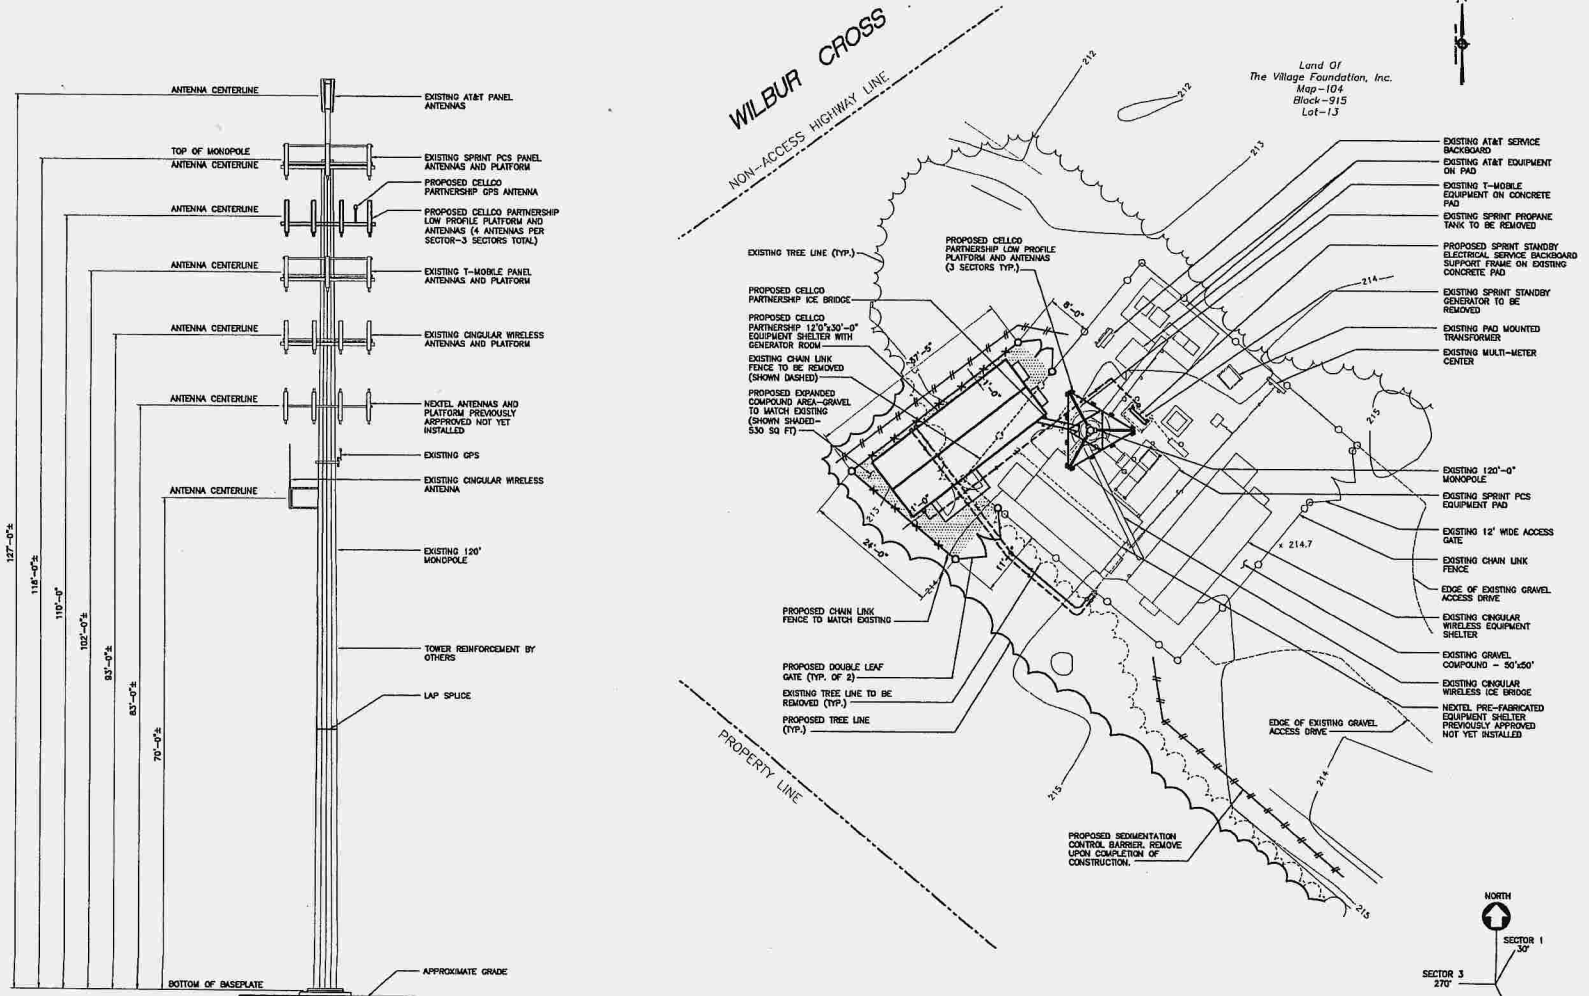 ANTENNA CENTERLINE
EXISTING AT&T PANEL
ANTENNAS
TOP OF MONOPOLE
ANTENNA CENTERLINE
EXISTING SPRINT PCS PANEL
ANTENNAS AND PLATFORM
PROPOSED CELLCO
PARTNERSHIP GPS ANTENNA
ANTENNA CENTERLINE
PROPOSED CELLCO PARTNERSHIP
LOW PROFILE PLATFORM AND
ANTENNAS (4 ANTENNAS PER
SECTOR-3 SECTORS TOTAL)
ANTENNA CENTERLINE
EXISTING T-MOBILE PANEL
ANTENNAS AND PLATFORM
ANTENNA CENTERLINE
EXISTING CINGULAR WIRELESS
ANTENNAS AND PLATFORM
ANTENNA CENTERLINE
NEXTEL ANTENNAS AND
PLATFORM PREVIOUSLY
ARPPROVED NOT YET
INSTALLED
EXISTING GPS
EXISTING CINGULAR WIRELESS
ANTENNA
ANTENNA CENTERLINE
EXISTING 120'
MONOPOLE
TOWER REINFORCEMENT BY
OTHERS
LAP SPLICE
APPROXIMATE GRADE
BOTTOM OF BASEPLATE
127'-0"±
118'-0"±
110'-0"
102'-0"±
93'-0"±
83'-0"±
70'-0"±
WILBUR CROSS
NON-ACCESS HIGHWAY LINE
212
212
213
Land Of
The Village Foundation, Inc.
Map-104
Block-915
Lot-13
EXISTING TREE LINE (TYP.)
PROPOSED CELLCO
PARTNERSHIP LOW PROFILE
PLATFORM AND ANTENNAS
(3 SECTORS TYP.)
PROPOSED CELLCO
PARTNERSHIP ICE BRIDGE
PROPOSED CELLCO
PARTNERSHIP 12'0"x30'-0"
EQUIPMENT SHELTER WITH
GENERATOR ROOM
EXISTING CHAIN LINK
FENCE TO BE REMOVED
(SHOWN DASHED)
PROPOSED EXPANDED
COMPOUND AREA-GRAVEL
TO MATCH EXISTING
(SHOWN SHADED-
530 SQ FT)
8'-0"
37'-5"
1'-0"
1'-0"
24'-0"
213
214
PROPOSED CHAIN LINK
FENCE TO MATCH EXISTING
PROPOSED DOUBLE LEAF
GATE (TYP. OF 2)
EXISTING TREE LINE TO BE
REMOVED (TYP.)
PROPOSED TREE LINE
(TYP.)
PROPERTY LINE
215
PROPOSED SEDIMENTATION
CONTROL BARRIER. REMOVE
UPON COMPLETION OF
CONSTRUCTION.
EXISTING AT&T SERVICE
BACKBOARD
EXISTING AT&T EQUIPMENT
ON PAD
EXISTING T-MOBILE
EQUIPMENT ON CONCRETE
PAD
EXISTING SPRINT PROPANE
TANK TO BE REMOVED
PROPOSED SPRINT STANDBY
ELECTRICAL SERVICE BACKBOARD
SUPPORT FRAME ON EXISTING
CONCRETE PAD
214
EXISTING SPRINT STANDBY
GENERATOR TO BE
REMOVED
EXISTING PAD MOUNTED
TRANSFORMER
EXISTING MULTI-METER
CENTER
215
EXISTING 120'-0"
MONOPOLE
EXISTING SPRINT PCS
EQUIPMENT PAD
EXISTING 12' WIDE ACCESS
GATE
x 214.7
EXISTING CHAIN LINK
FENCE
EDGE OF EXISTING GRAVEL
ACCESS DRIVE
EXISTING CINGULAR
WIRELESS EQUIPMENT
SHELTER
EXISTING GRAVEL
COMPOUND - 50'x50'
EXISTING CINGULAR
WIRELESS ICE BRIDGE
NEXTEL PRE-FABRICATED
EQUIPMENT SHELTER
PREVIOUSLY APPROVED
NOT YET INSTALLED
EDGE OF EXISTING GRAVEL
ACCESS DRIVE
214
215
NORTH
SECTOR 1
30°
SECTOR 3
270°